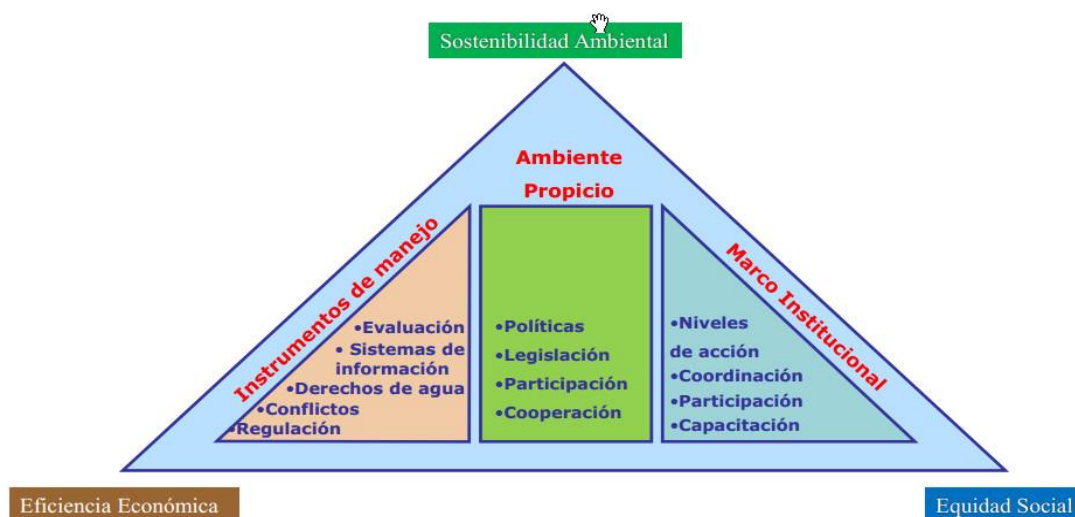 Sostenibilidad Ambiental
Ambiente
Propicio
Instrumentos de manejo
•Evaluación
• Sistemas de
información
•Derechos de agua
•Conflictos
•Regulación
•Políticas
•Legislación
•Participación
•Cooperación
Marco Institucional
•Niveles
de acción
•Coordinación
•Participación
•Capacitación
Eficiencia Económica
Equidad Social